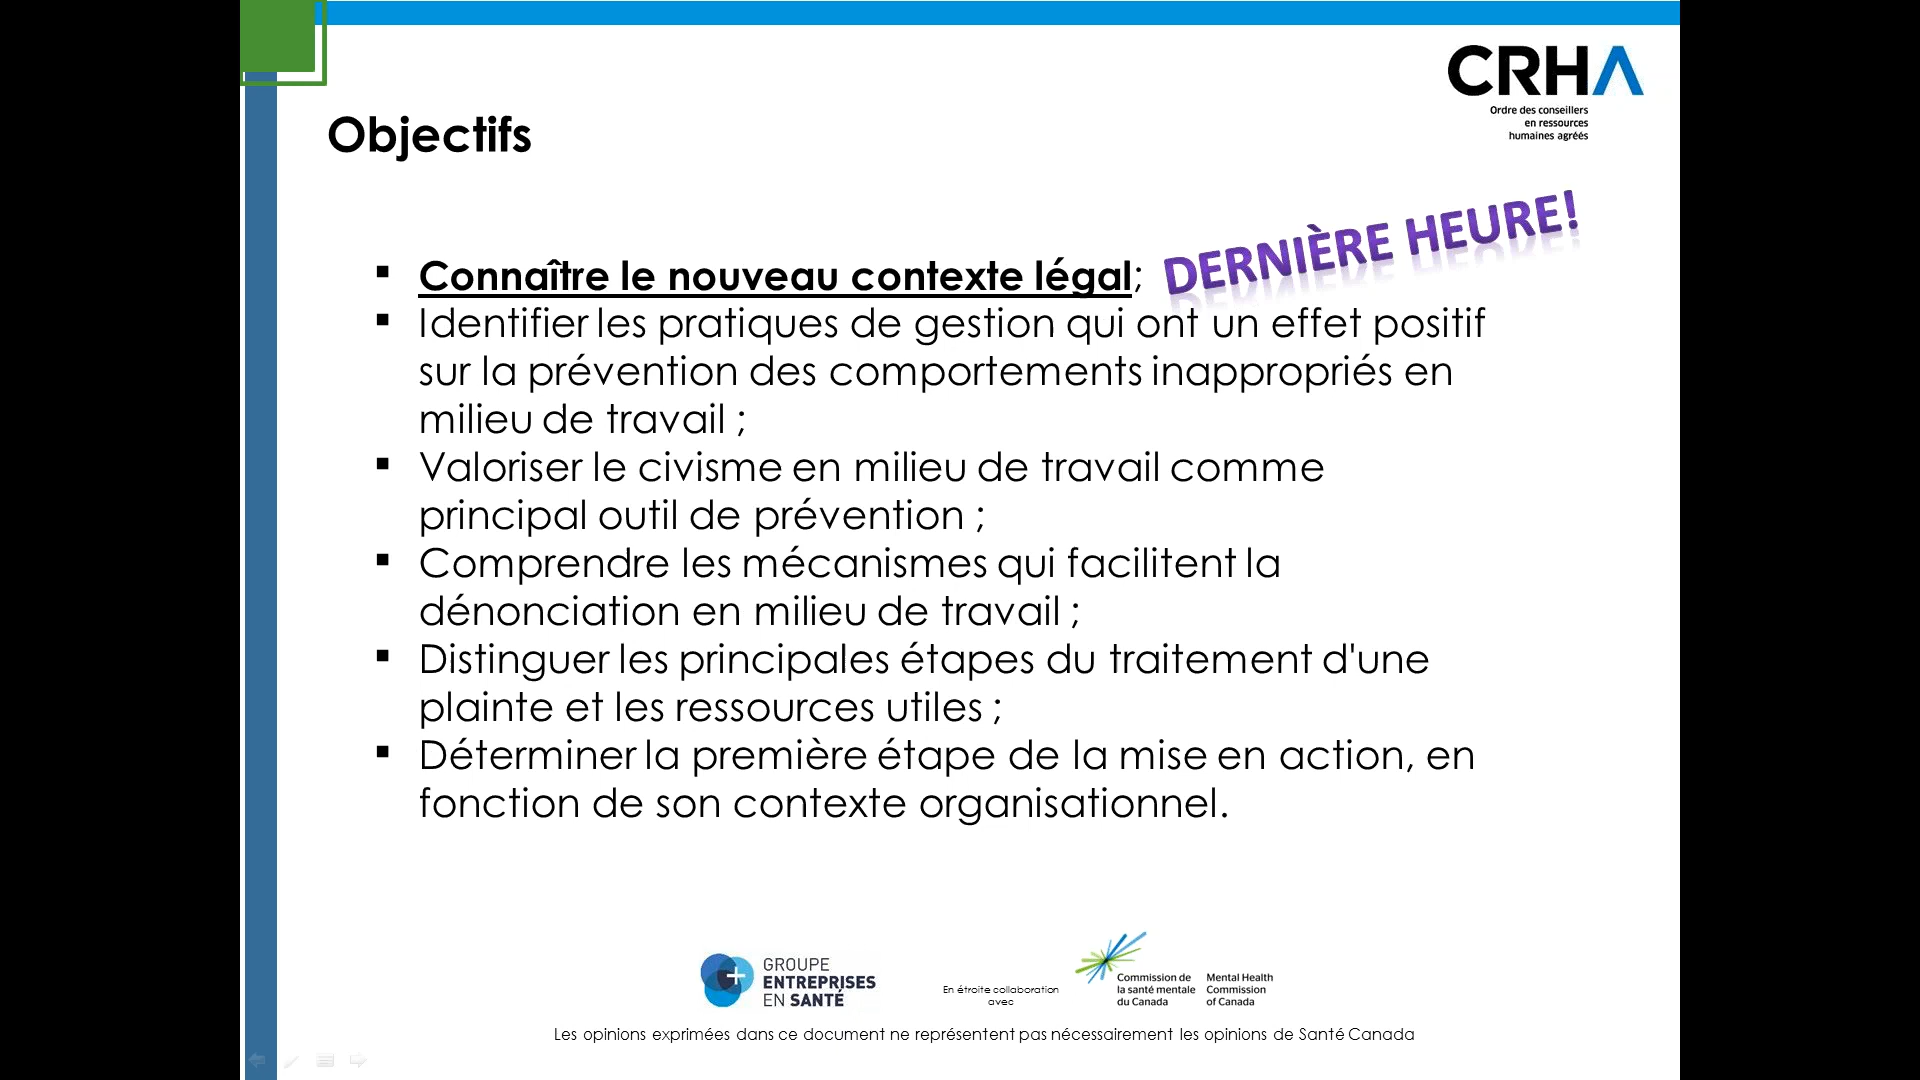 CRHA
Ordre des conseillers
en ressources
humaines agréés
Objectifs
DERNIÈRE HEURE!
▪ Connaître le nouveau contexte légal;
▪ Identifier les pratiques de gestion qui ont un effet positif
sur la prévention des comportements inappropriés en
milieu de travail ;
▪ Valoriser le civisme en milieu de travail comme
principal outil de prévention ;
▪ Comprendre les mécanismes qui facilitent la
dénonciation en milieu de travail ;
▪ Distinguer les principales étapes du traitement d'une
plainte et les ressources utiles ;
▪ Déterminer la première étape de la mise en action, en
fonction de son contexte organisationnel.
GROUPE
ENTREPRISES
EN SANTÉ
En étroite collaboration
avec
Commission de
la santé mentale
du Canada
Mental Health
Commission
of Canada
Les opinions exprimées dans ce document ne représentent pas nécessairement les opinions de Santé Canada